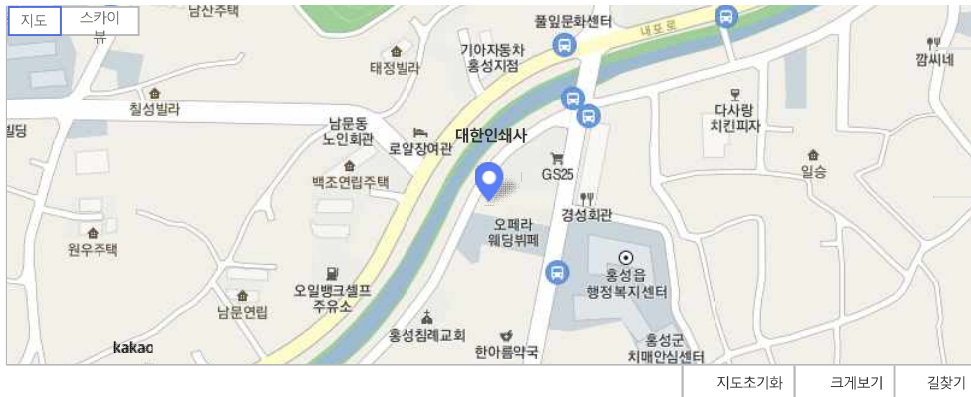 지도
스카이
뷰
남산주택
풀잎문화센터
내포로
태정빌라
기아자동차
홍성지점
깜씨네
칠성빌라
다사랑
치킨피자
빌딩
남문동
노인회관
로얄장여관
대한인쇄사
백조연립주택
GS25
일승
경성회관
오페라
웨딩뷔페
원우주택
홍성읍
행정복지센터
오일뱅크셀프
주유소
남문연립
홍성침례교회
한아름약국
홍성군
치매안심센터
kakao
지도초기화
크게보기
길찾기